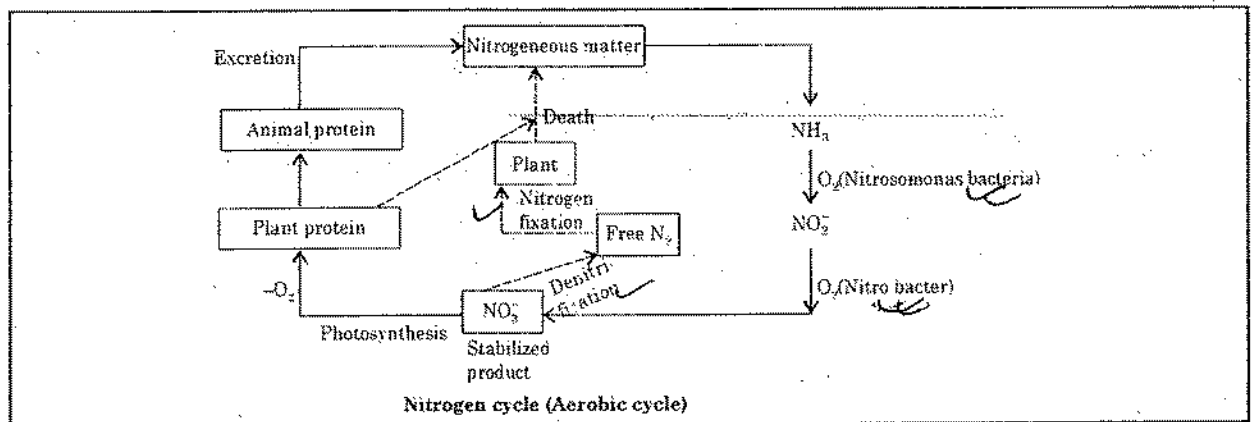 Excretion
Nitrogeneous matter
Animal protein
Death
NH₃
Plant
O₂(Nitrosomonas bacteria)
Nitrogen
fixation
Plant protein
Free N₂
NO₂⁻
–O₂
Denitri
fixation
O₂(Nitro bacter)
NO₃⁻
Photosynthesis
Stabilized
product
Nitrogen cycle (Aerobic cycle)